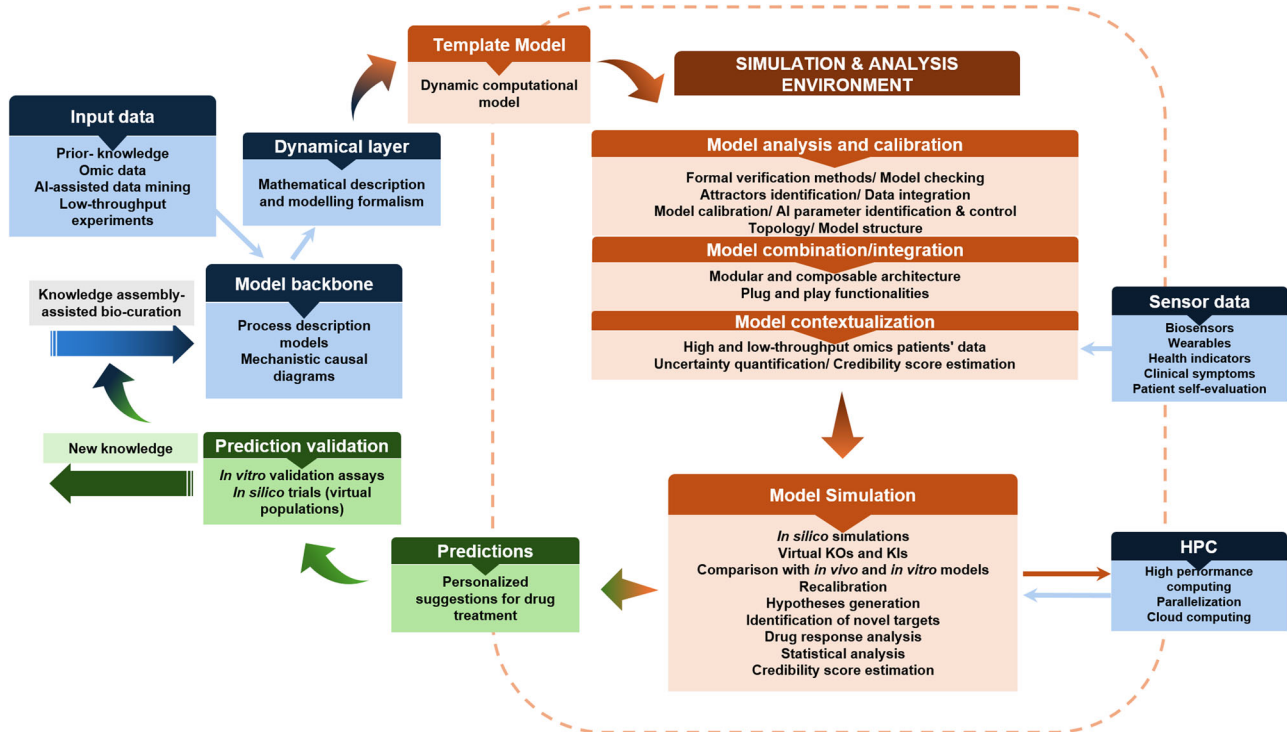 Template Model
Dynamic computational
model
SIMULATION & ANALYSIS
ENVIRONMENT
Input data
Prior- knowledge
Omic data
AI-assisted data mining
Low-throughput
experiments
Dynamical layer
Mathematical description
and modelling formalism
Model analysis and calibration
Formal verification methods/ Model checking
Attractors identification/ Data integration
Model calibration/ AI parameter identification & control
Topology/ Model structure
Model combination/integration
Modular and composable architecture
Plug and play functionalities
Model contextualization
High and low-throughput omics patients' data
Uncertainty quantification/ Credibility score estimation
Knowledge assembly-
assisted bio-curation
Model backbone
Process description
models
Mechanistic causal
diagrams
Sensor data
Biosensors
Wearables
Health indicators
Clinical symptoms
Patient self-evaluation
New knowledge
Prediction validation
In vitro validation assays
In silico trials (virtual
populations)
Predictions
Personalized
suggestions for drug
treatment
Model Simulation
In silico simulations
Virtual KOs and KIs
Comparison with in vivo and in vitro models
Recalibration
Hypotheses generation
Identification of novel targets
Drug response analysis
Statistical analysis
Credibility score estimation
HPC
High performance
computing
Parallelization
Cloud computing